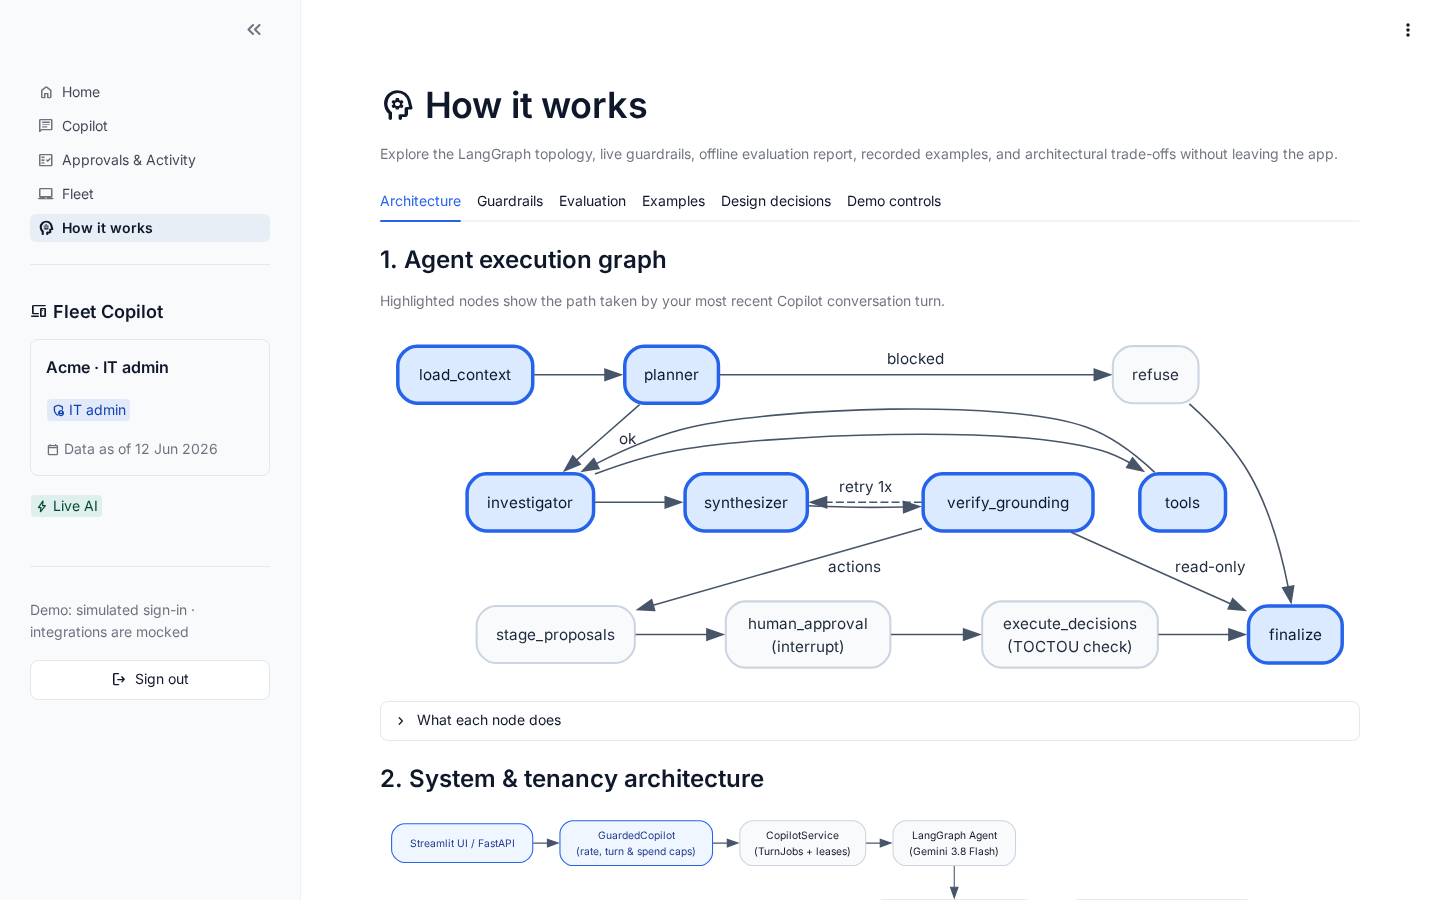 Home
Copilot
Approvals & Activity
Fleet
How it works
Fleet Copilot
Acme · IT admin
IT admin
Data as of 12 Jun 2026
Live AI
Demo: simulated sign-in ·
integrations are mocked
Sign out
How it works
Explore the LangGraph topology, live guardrails, offline evaluation report, recorded examples, and architectural trade-offs without leaving the app.
Architecture
Guardrails
Evaluation
Examples
Design decisions
Demo controls
1. Agent execution graph
Highlighted nodes show the path taken by your most recent Copilot conversation turn.
load_context
planner
blocked
refuse
ok
investigator
synthesizer
retry 1x
verify_grounding
tools
actions
read-only
stage_proposals
human_approval
(interrupt)
execute_decisions
(TOCTOU check)
finalize
What each node does
2. System & tenancy architecture
Streamlit UI / FastAPI
GuardedCopilot
(rate, turn & spend caps)
CopilotService
(TurnJobs + leases)
LangGraph Agent
(Gemini 3.8 Flash)